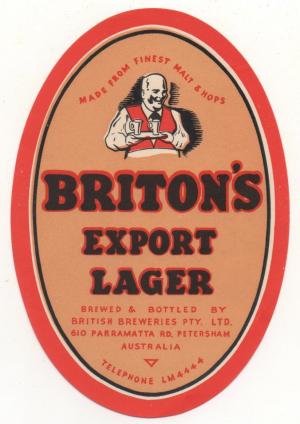 MADE FROM FINEST MALT & HOPS
BRITON'S
EXPORT
LAGER
BREWED & BOTTLED BY
BRITISH BREWERIES PTY. LTD.
610 PARRAMATTA RD. PETERSHAM
AUSTRALIA
TELEPHONE LM4444